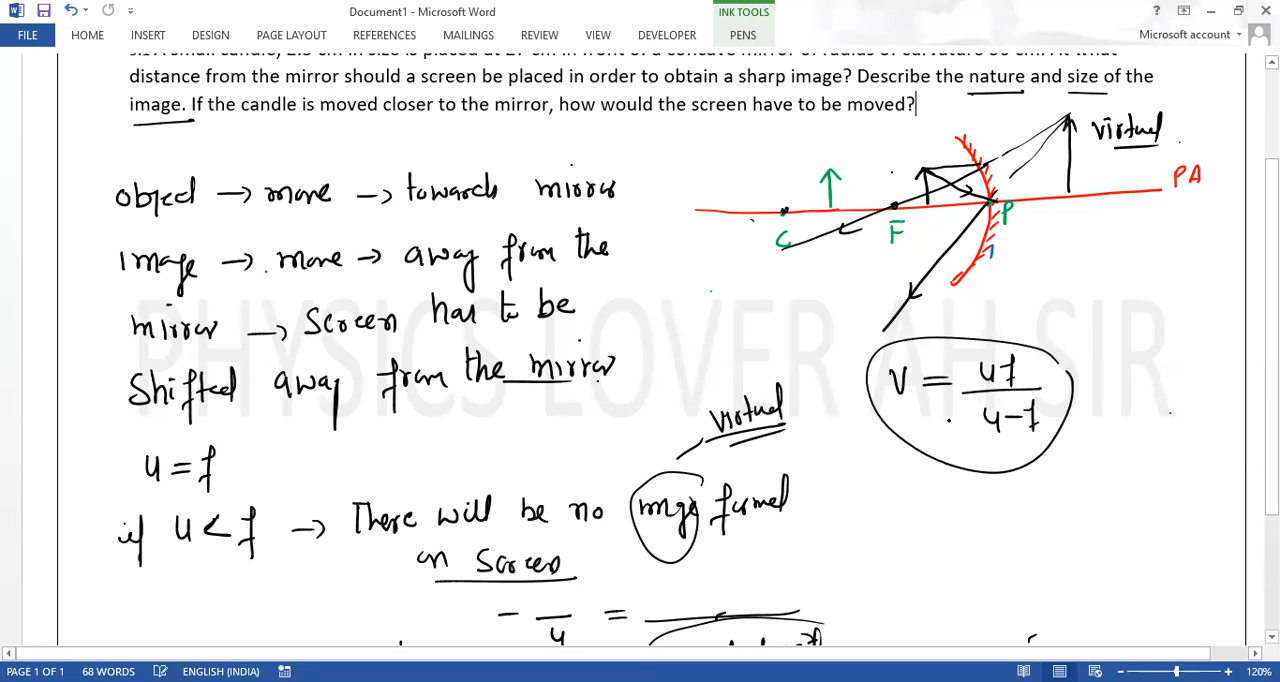 Document1 - Microsoft Word
INK TOOLS
FILE
HOME
INSERT
DESIGN
PAGE LAYOUT
REFERENCES
MAILINGS
REVIEW
VIEW
DEVELOPER
PENS
Microsoft account
distance from the mirror should a screen be placed in order to obtain a sharp image? Describe the nature and size of the
image. If the candle is moved closer to the mirror, how would the screen have to be moved?
virtual
PA
C
F
P
object → move → towards mirror
Image → move → away from the
mirror → Screen has to be
Shifted away from the mirror
V = uf
u-f
virtual
u = f
if u < f → There will be no image formed
on screen
- — = 
u
PHYSICS LOVER AH SIR
PAGE 1 OF 1
68 WORDS
ENGLISH (INDIA)
120%